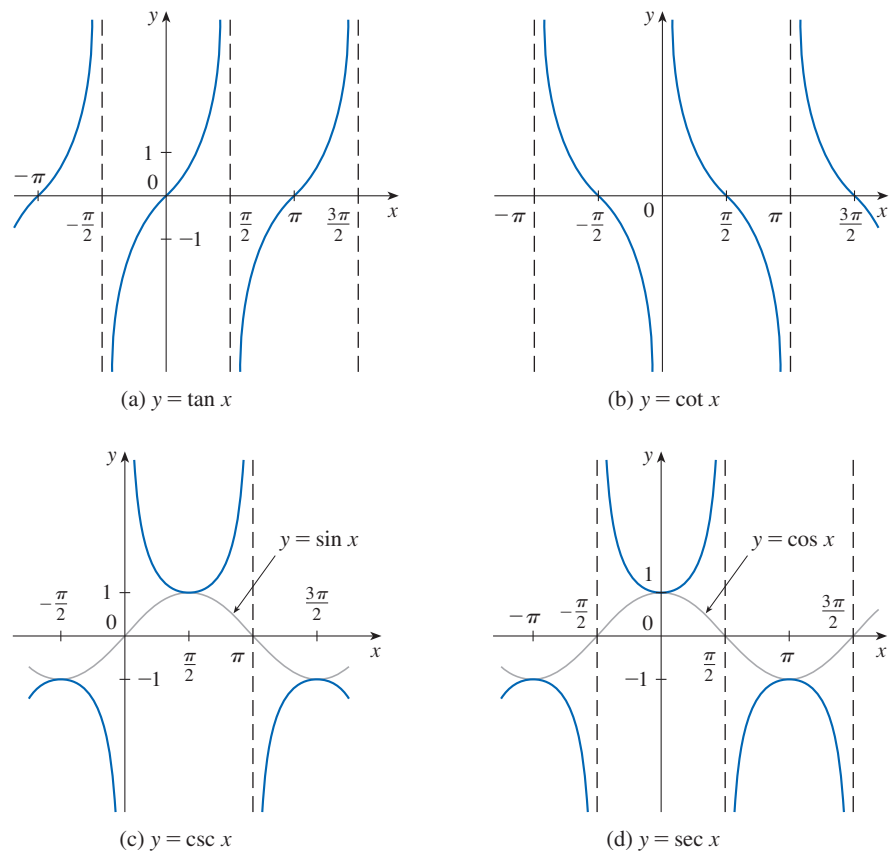 y
1
−π
0
−π/2
−1
π/2
π
3π/2
x
(a) y = tan x
y
−π
−π/2
0
π/2
π
3π/2
x
(b) y = cot x
y
y = sin x
−π/2
1
3π/2
0
π/2
π
x
−1
(c) y = csc x
y
y = cos x
1
−π
−π/2
0
3π/2
π/2
π
x
−1
(d) y = sec x